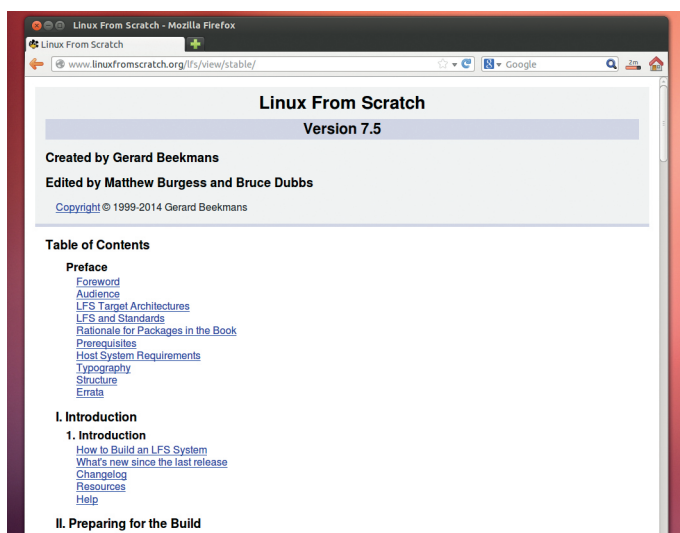 Linux From Scratch - Mozilla Firefox
Linux From Scratch
www.linuxfromscratch.org/lfs/view/stable/
Google
2m
Linux From Scratch
Version 7.5
Created by Gerard Beekmans
Edited by Matthew Burgess and Bruce Dubbs
Copyright © 1999-2014 Gerard Beekmans
Table of Contents
Preface
Foreword
Audience
LFS Target Architectures
LFS and Standards
Rationale for Packages in the Book
Prerequisites
Host System Requirements
Typography
Structure
Errata
I. Introduction
1. Introduction
How to Build an LFS System
What's new since the last release
Changelog
Resources
Help
II. Preparing for the Build